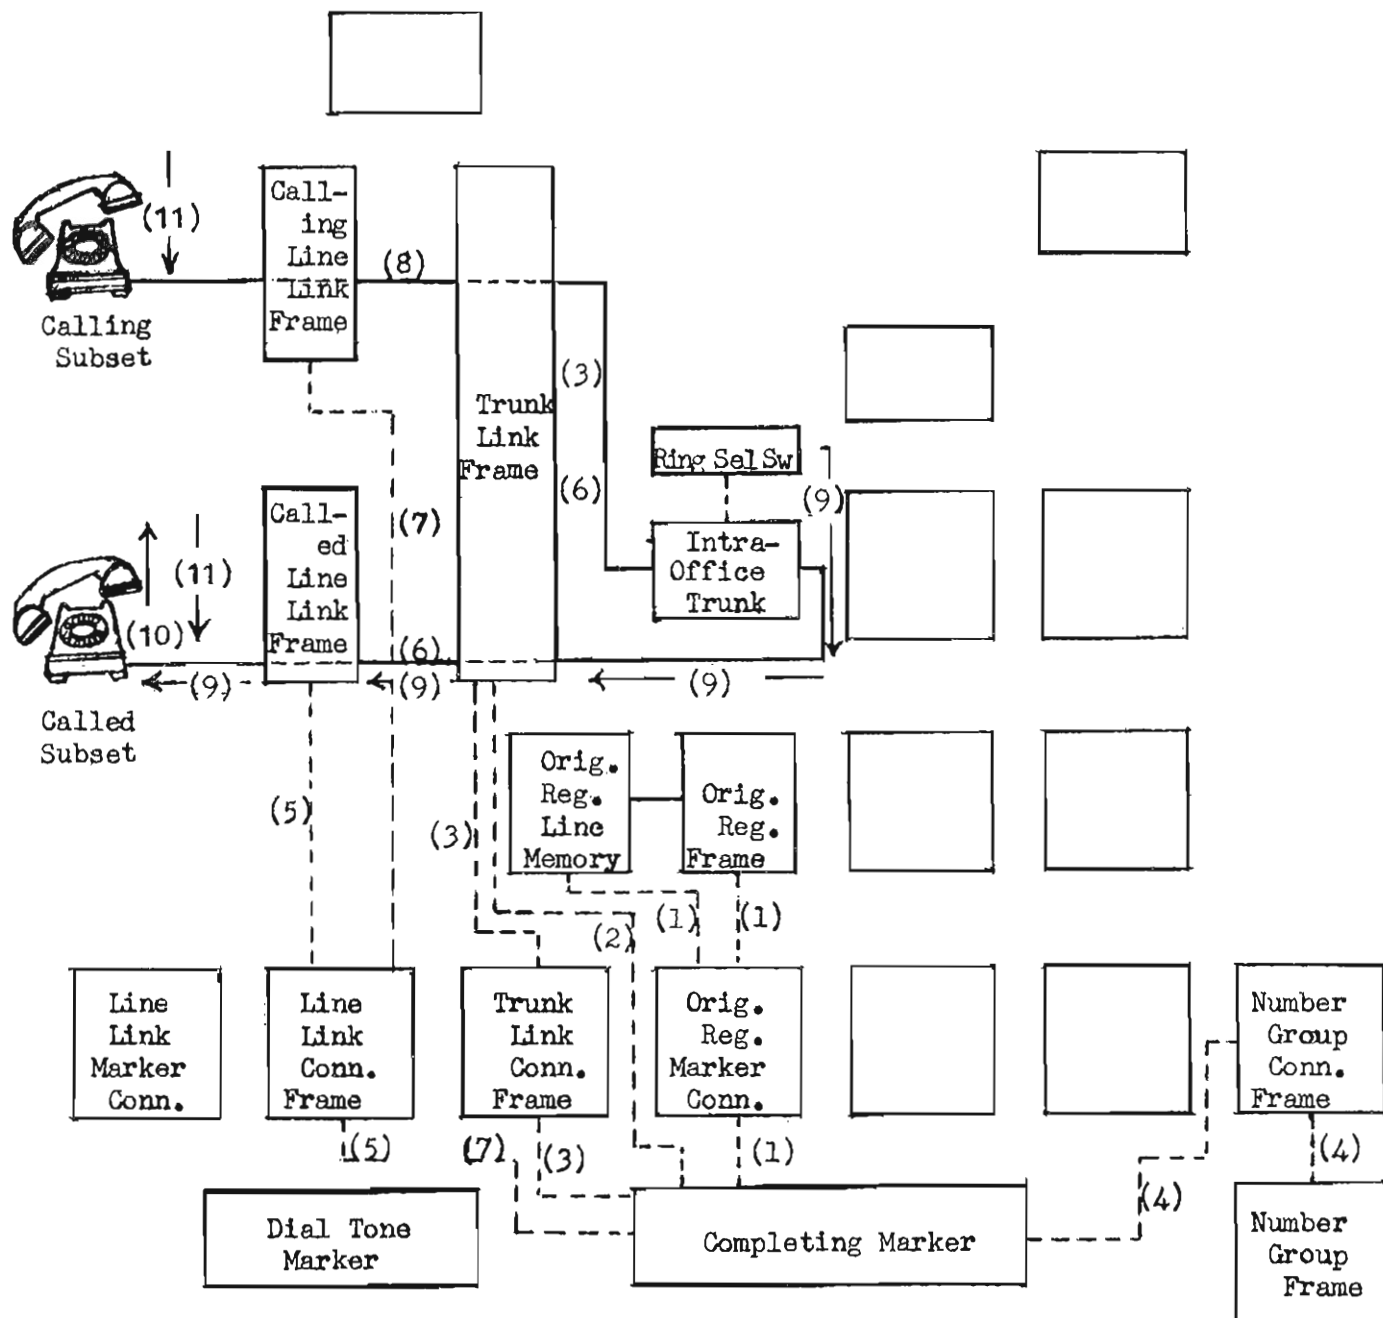 (11)
Call-
ing
Line
Link
Frame
(8)
Calling
Subset
(3)
Trunk
Link
Frame
Ring Sel Sw
(6)
(9)
(7)
Call-
ed
Line
Link
Frame
Intra-
Office
Trunk
(11)
(10)
(6)
(9)
(9)
(9)
Called
Subset
Orig.
Reg.
Line
Memory
Orig.
Reg.
Frame
(5)
(3)
(1)
(1)
(2)
Line
Link
Marker
Conn.
Line
Link
Conn.
Frame
Trunk
Link
Conn.
Frame
Orig.
Reg.
Marker
Conn.
Number
Group
Conn.
Frame
(5)
(7)
(3)
(1)
(4)
(4)
Dial Tone
Marker
Completing Marker
Number
Group
Frame